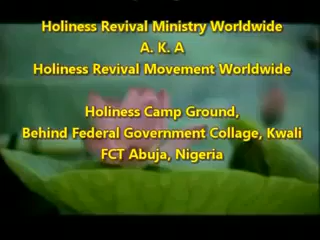 Holiness Revival Ministry Worldwide
A. K. A
Holiness Revival Movement Worldwide
Holiness Camp Ground,
Behind Federal Government Collage, Kwali
FCT Abuja, Nigeria